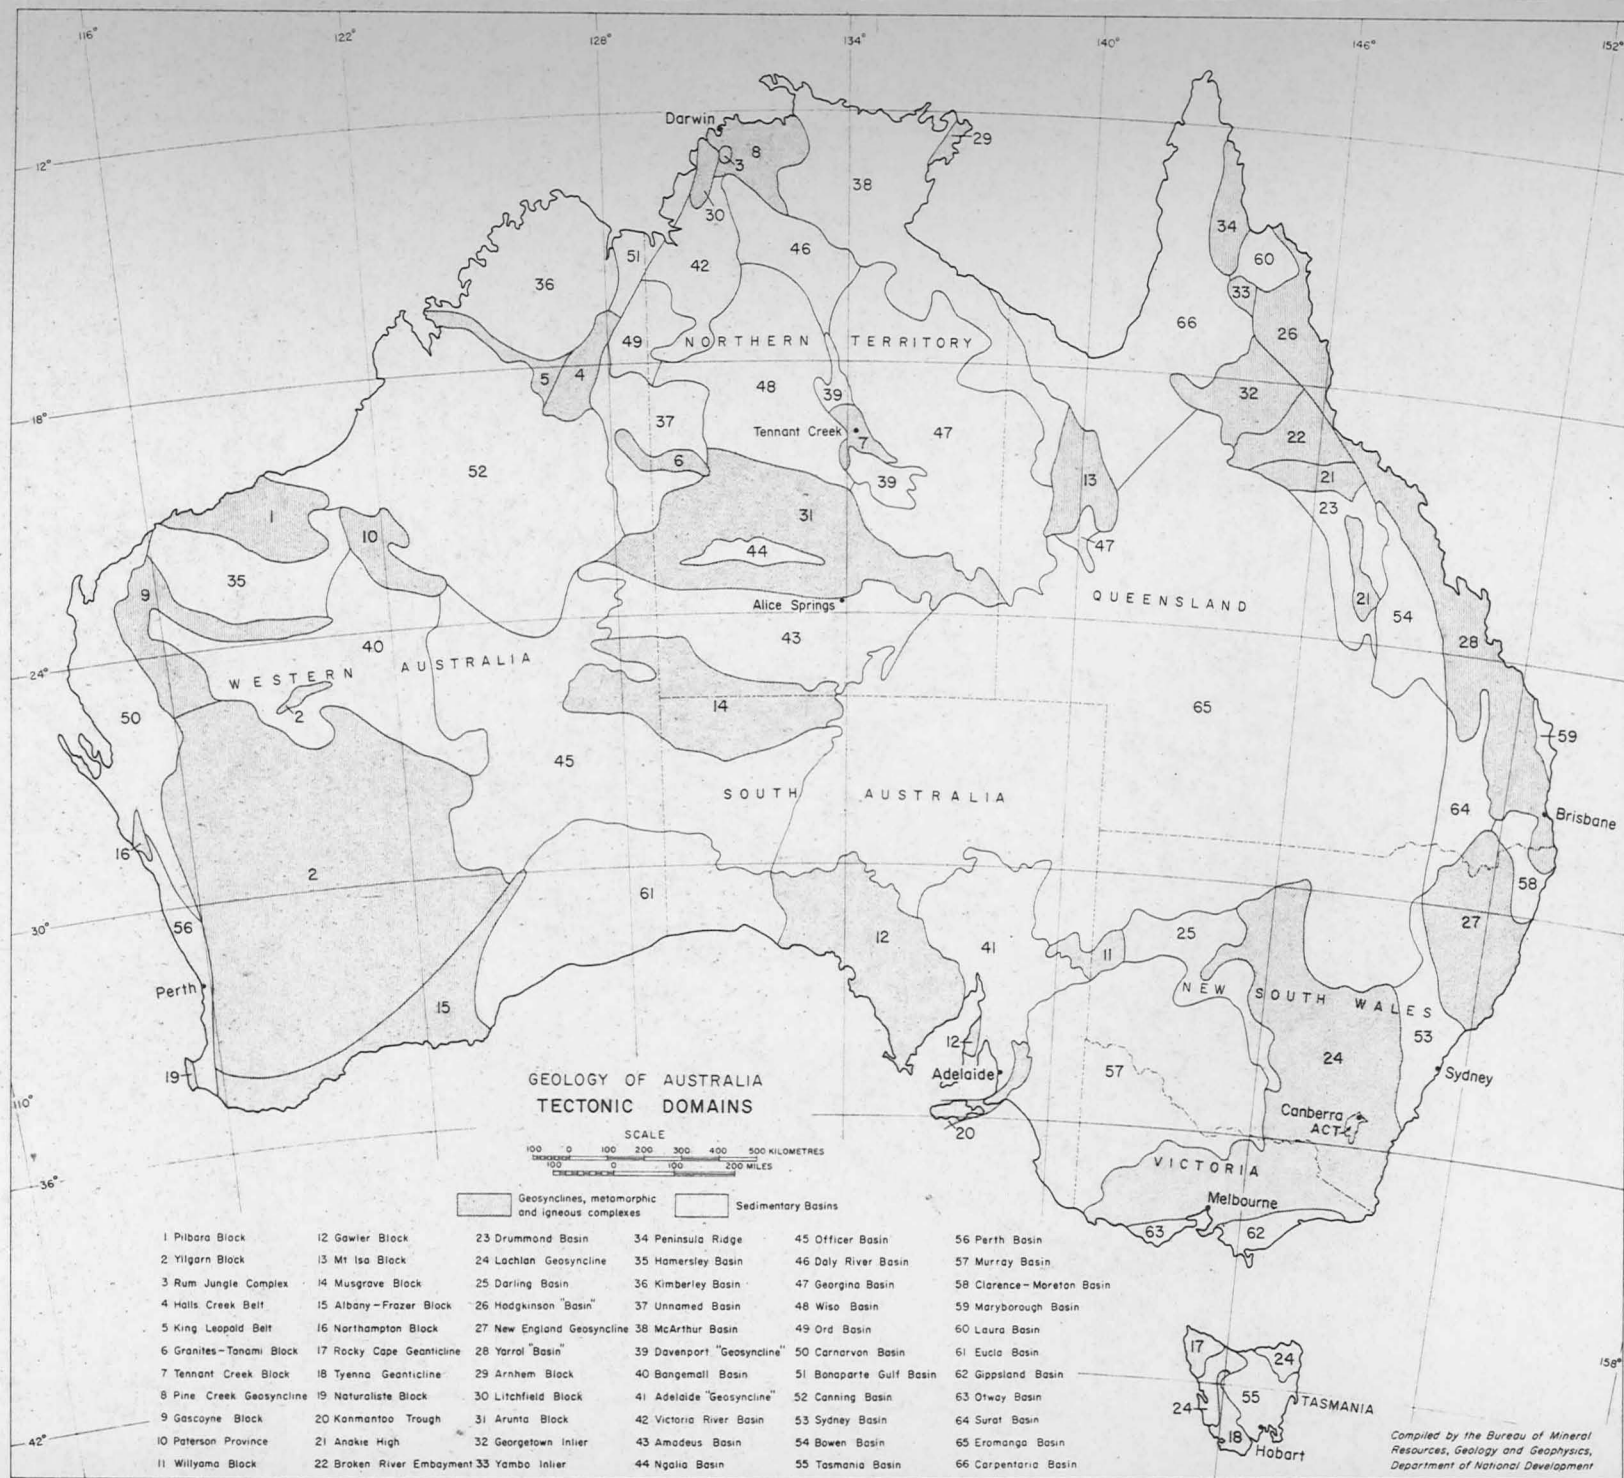 116° 122° 128° 134° 140° 146° 152°
Darwin
29
12°
8
3
38
30
34
46
51
60
42
36
33
66
26
49
NORTHERN TERRITORY
5 4
48
39
32
18°
37
Tennant Creek
7
47
22
6
52
39
13
21
23
1
31
10
44
47
35
9
Alice Springs
QUEENSLAND
21
54
43
28
40
WESTERN AUSTRALIA
24°
14
65
50
2
59
45
SOUTH AUSTRALIA
64
Brisbane
16
2
61
58
56
30°
12
41
11
25
27
Perth
15
NEW SOUTH WALES
53
12
24
57
19
Adelaide
Sydney
110°
20
Canberra
ACT
VICTORIA
36°
Melbourne
63
62
GEOLOGY OF AUSTRALIA
TECTONIC DOMAINS
SCALE
100 0 100 200 300 400 500 KILOMETRES
100 0 100 200 MILES
Geosynclines, metamorphic
and igneous complexes
Sedimentary Basins
1 Pilbara Block
2 Yilgarn Block
3 Rum Jungle Complex
4 Halls Creek Belt
5 King Leopold Belt
6 Granites-Tanami Block
7 Tennant Creek Block
8 Pine Creek Geosyncline
9 Gascoyne Block
10 Paterson Province
11 Willyama Block
12 Gawler Block
13 Mt Isa Block
14 Musgrave Block
15 Albany-Frazer Block
16 Northampton Block
17 Rocky Cape Geanticline
18 Tyenna Geanticline
19 Naturaliste Block
20 Kanmantoo Trough
21 Anakie High
22 Broken River Embayment
23 Drummond Basin
24 Lachlan Geosyncline
25 Darling Basin
26 Hodgkinson "Basin"
27 New England Geosyncline
28 Yarrol "Basin"
29 Arnhem Block
30 Litchfield Block
31 Arunta Block
32 Georgetown Inlier
33 Yambo Inlier
34 Peninsula Ridge
35 Hamersley Basin
36 Kimberley Basin
37 Unnamed Basin
38 McArthur Basin
39 Davenport "Geosyncline"
40 Bangemall Basin
41 Adelaide "Geosyncline"
42 Victoria River Basin
43 Amadeus Basin
44 Ngalia Basin
45 Officer Basin
46 Daly River Basin
47 Georgina Basin
48 Wiso Basin
49 Ord Basin
50 Carnarvon Basin
51 Bonaparte Gulf Basin
52 Canning Basin
53 Sydney Basin
54 Bowen Basin
55 Tasmania Basin
56 Perth Basin
57 Murray Basin
58 Clarence-Moreton Basin
59 Maryborough Basin
60 Laura Basin
61 Eucla Basin
62 Gippsland Basin
63 Otway Basin
64 Surat Basin
65 Eromanga Basin
66 Carpentaria Basin
17
24
158°
55
TASMANIA
24
18
Hobart
42°
Compiled by the Bureau of Mineral
Resources, Geology and Geophysics,
Department of National Development